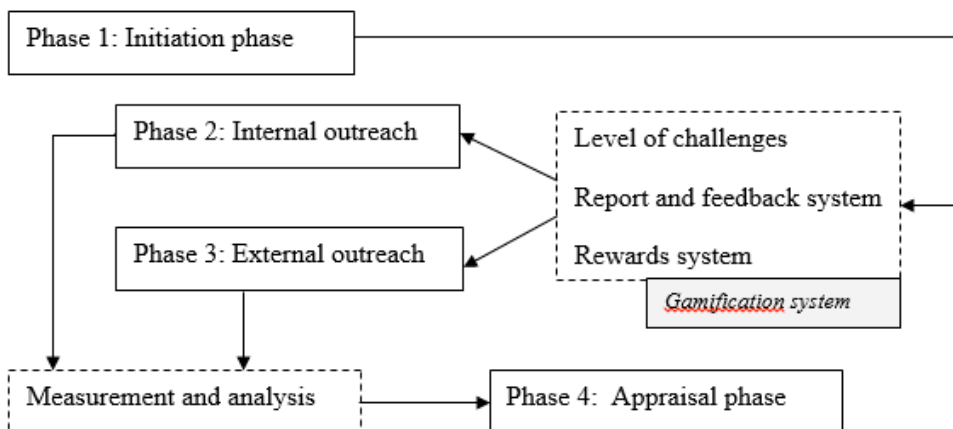 Phase 1: Initiation phase
Phase 2: Internal outreach
Level of challenges
Report and feedback system
Phase 3: External outreach
Rewards system
Gamification system
Measurement and analysis
Phase 4:  Appraisal phase